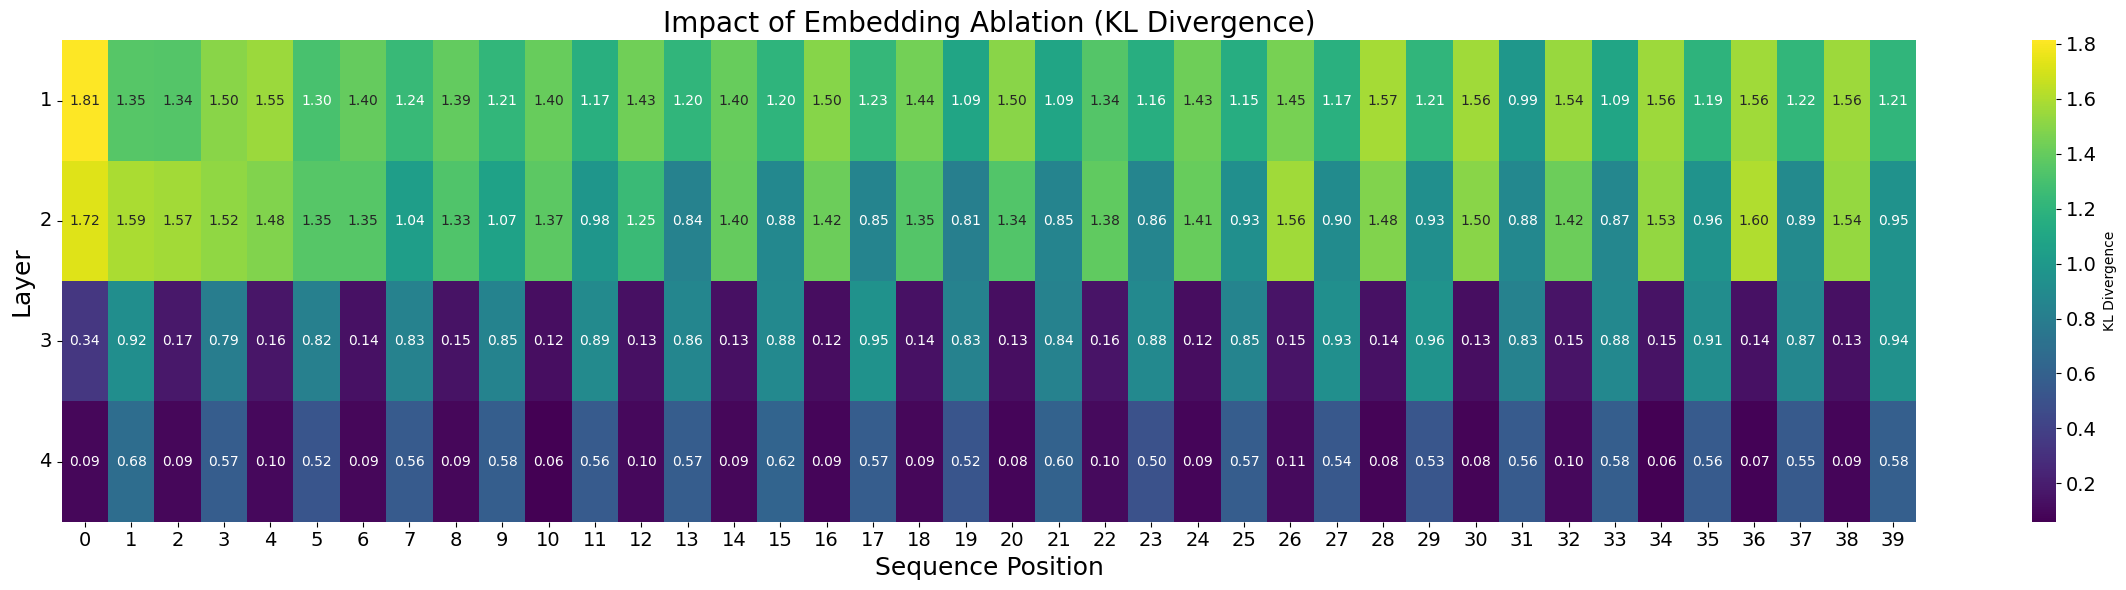 Impact of Embedding Ablation (KL Divergence)
1 1.81 1.35 1.34 1.50 1.55 1.30 1.40 1.24 1.39 1.21 1.40 1.17 1.43 1.20 1.40 1.20 1.50 1.23 1.44 1.09 1.50 1.09 1.34 1.16 1.43 1.15 1.45 1.17 1.57 1.21 1.56 0.99 1.54 1.09 1.56 1.19 1.56 1.22 1.56 1.21
2 1.72 1.59 1.57 1.52 1.48 1.35 1.35 1.04 1.33 1.07 1.37 0.98 1.25 0.84 1.40 0.88 1.42 0.85 1.35 0.81 1.34 0.85 1.38 0.86 1.41 0.93 1.56 0.90 1.48 0.93 1.50 0.88 1.42 0.87 1.53 0.96 1.60 0.89 1.54 0.95
3 0.34 0.92 0.17 0.79 0.16 0.82 0.14 0.83 0.15 0.85 0.12 0.89 0.13 0.86 0.13 0.88 0.12 0.95 0.14 0.83 0.13 0.84 0.16 0.88 0.12 0.85 0.15 0.93 0.14 0.96 0.13 0.83 0.15 0.88 0.15 0.91 0.14 0.87 0.13 0.94
4 0.09 0.68 0.09 0.57 0.10 0.52 0.09 0.56 0.09 0.58 0.06 0.56 0.10 0.57 0.09 0.62 0.09 0.57 0.09 0.52 0.08 0.60 0.10 0.50 0.09 0.57 0.11 0.54 0.08 0.53 0.08 0.56 0.10 0.58 0.06 0.56 0.07 0.55 0.09 0.58
Layer
0 1 2 3 4 5 6 7 8 9 10 11 12 13 14 15 16 17 18 19 20 21 22 23 24 25 26 27 28 29 30 31 32 33 34 35 36 37 38 39
Sequence Position
1.8
1.6
1.4
1.2
1.0
0.8
0.6
0.4
0.2
KL Divergence